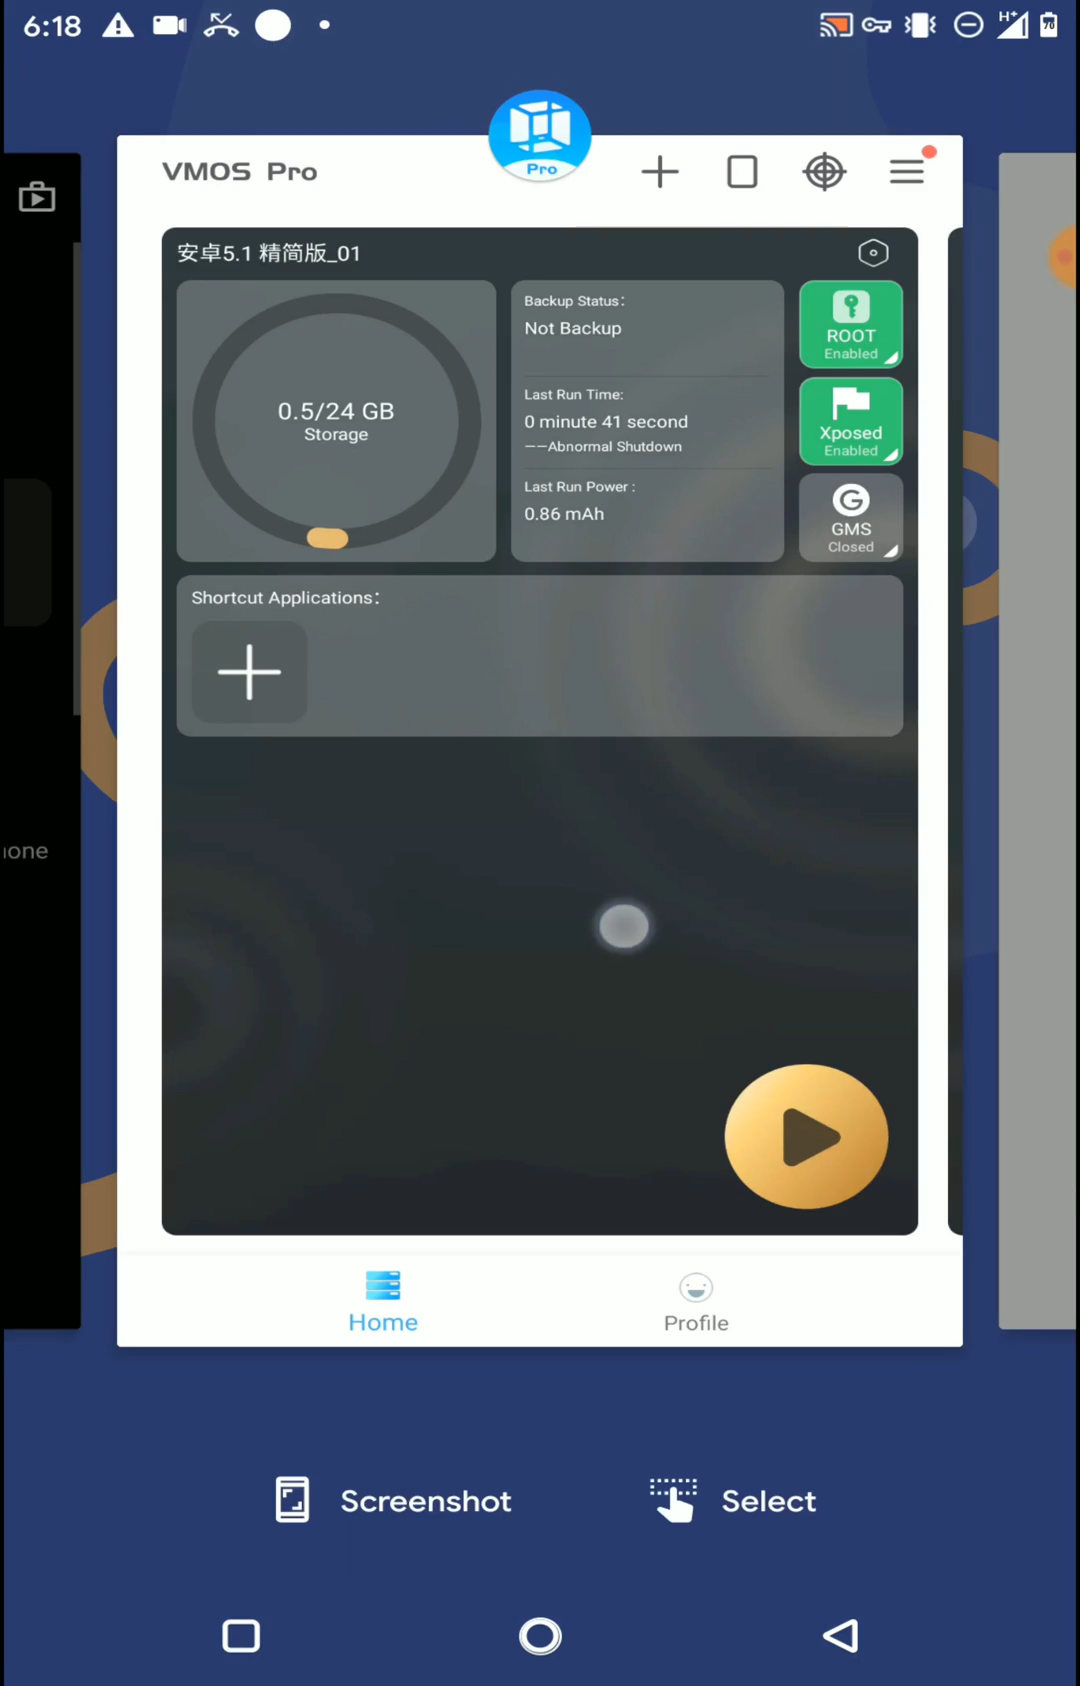 6:18
H+
70
Pro
VMOS Pro
安卓5.1 精简版_01
0.5/24 GB
Storage
Backup Status:
Not Backup
Last Run Time:
0 minute 41 second
——Abnormal Shutdown
Last Run Power :
0.86 mAh
ROOT
Enabled
Xposed
Enabled
G
GMS
Closed
Shortcut Applications:
one
Home
Profile
Screenshot
Select